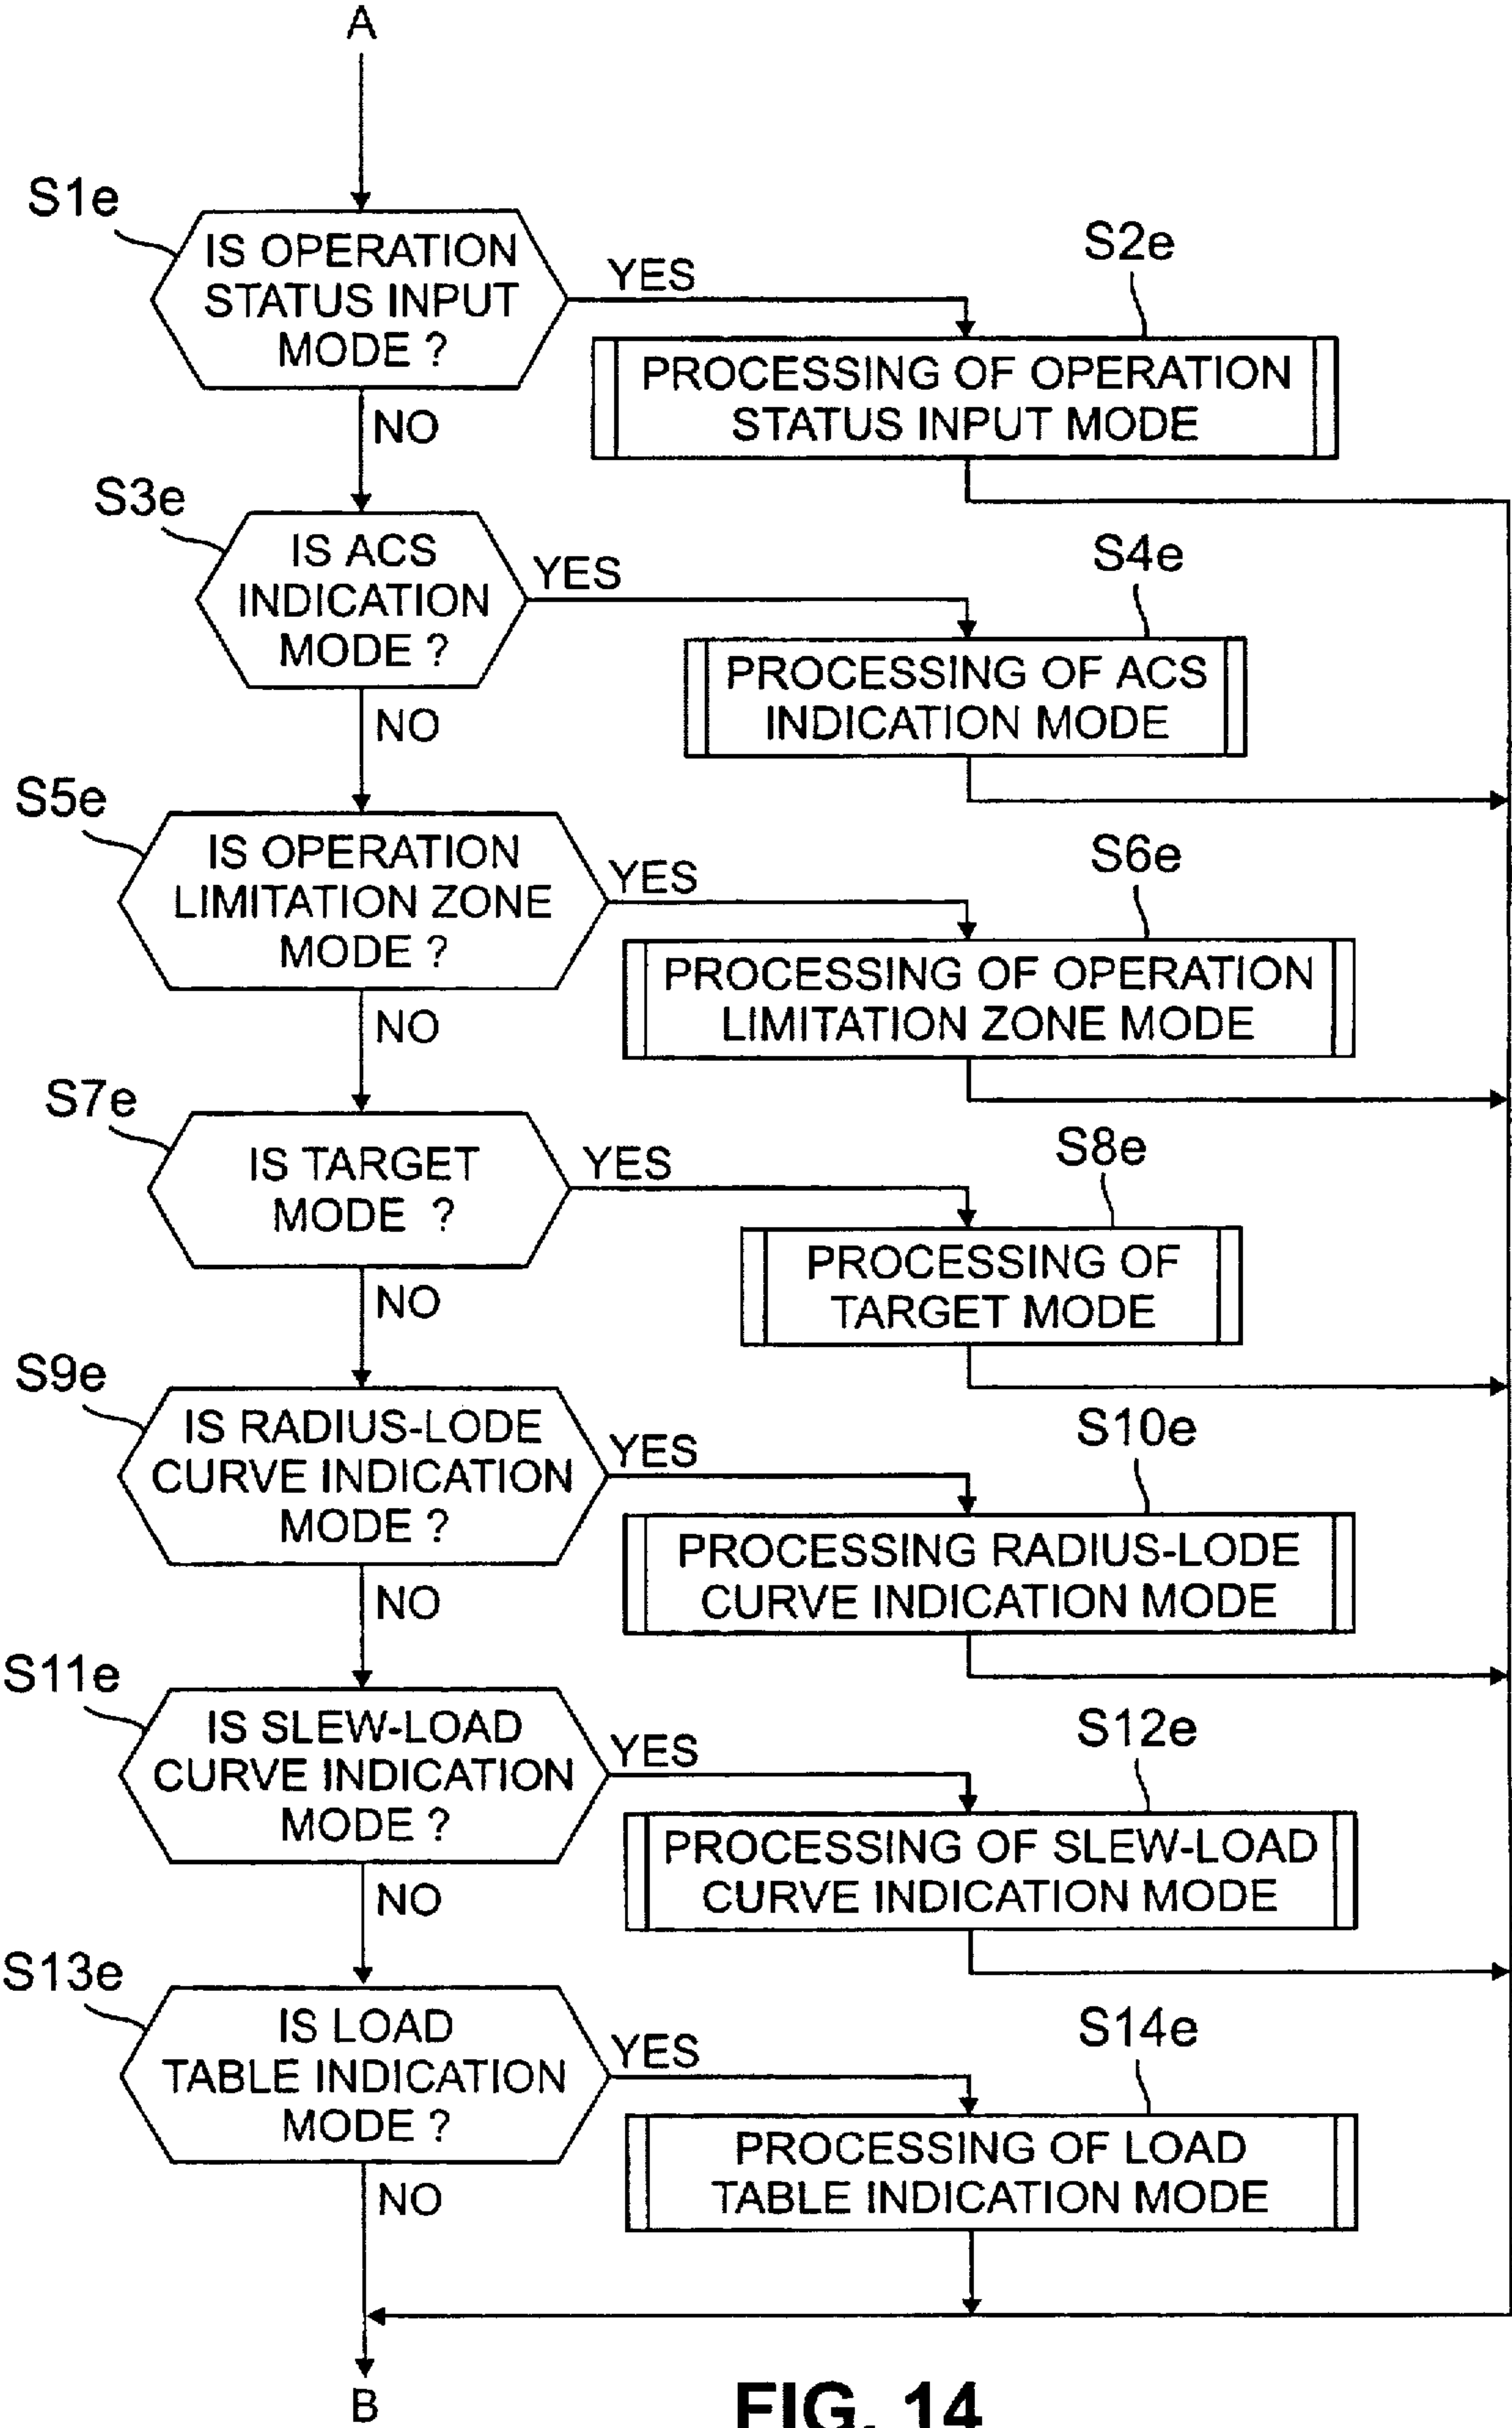 A
S1e
IS OPERATION
STATUS INPUT
MODE ?
YES
S2e
PROCESSING OF OPERATION
STATUS INPUT MODE
NO
S3e
IS ACS
INDICATION
MODE ?
YES
S4e
PROCESSING OF ACS
INDICATION MODE
NO
S5e
IS OPERATION
LIMITATION ZONE
MODE ?
YES
S6e
PROCESSING OF OPERATION
LIMITATION ZONE MODE
NO
S7e
IS TARGET
MODE ?
YES
S8e
PROCESSING OF
TARGET MODE
NO
S9e
IS RADIUS-LODE
CURVE INDICATION
MODE ?
YES
S10e
PROCESSING RADIUS-LODE
CURVE INDICATION MODE
NO
S11e
IS SLEW-LOAD
CURVE INDICATION
MODE ?
YES
S12e
PROCESSING OF SLEW-LOAD
CURVE INDICATION MODE
NO
S13e
IS LOAD
TABLE INDICATION
MODE ?
YES
S14e
PROCESSING OF LOAD
TABLE INDICATION MODE
NO
B
FIG. 14